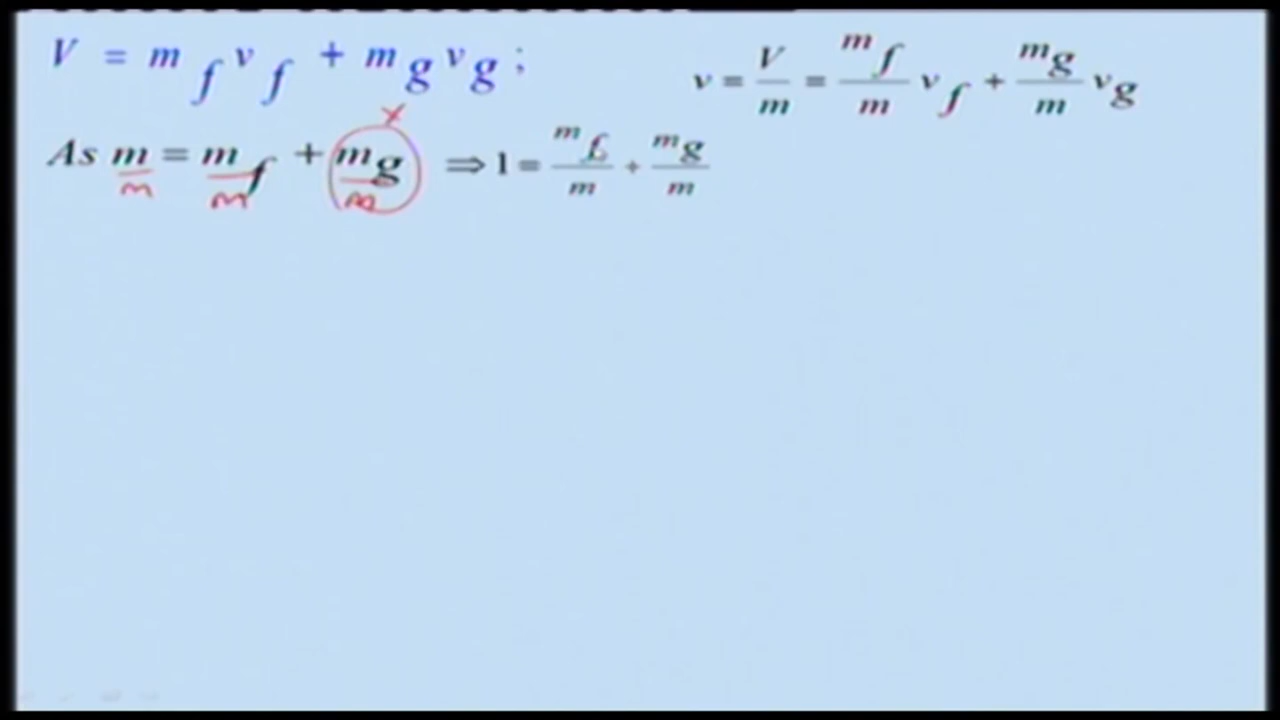 V = m_f v_f + m_g v_g ;
v = V/m = m_f/m v_f + m_g/m v_g
x
As m = m_f + m_g ⇒ 1 = m_f/m + m_g/m
m m m